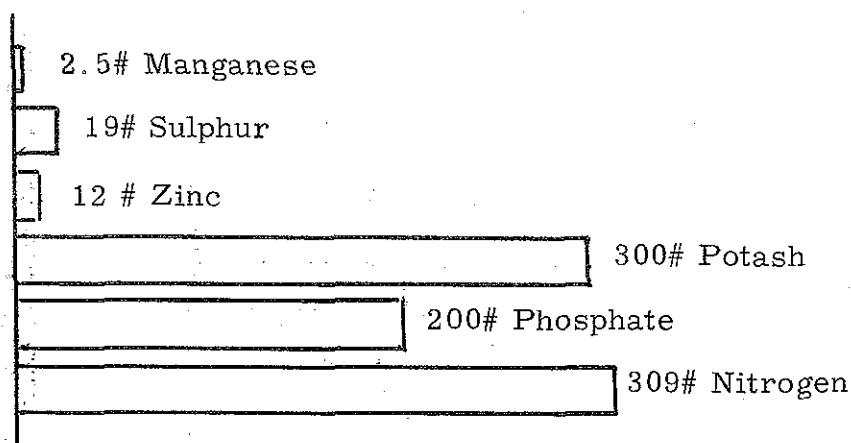 2.5# Manganese
19# Sulphur
12 # Zinc
300# Potash
200# Phosphate
309# Nitrogen